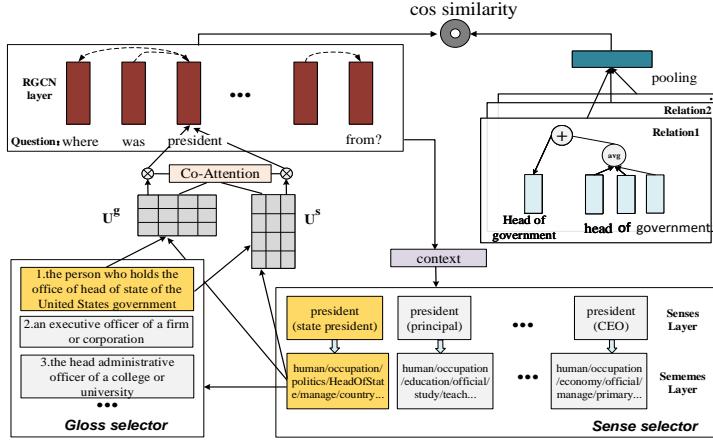 cos similarity
RGCN
layer
•••
pooling
Relation2
Relation1
Question: where was president from?
+
avg
Head of
government
head of government.
Co-Attention
U^g
U^s
context
1.the person who holds the
office of head of state of the
United States government
2.an executive officer of a firm
or corporation
3.the head administrative
officer of a college or
university
•••
Gloss selector
president
(state president)
president
(principal)
•••
president
(CEO)
Senses
Layer
human/occupation/
politics/HeadOfStat
e/manage/country...
human/occupation
/education/official/
study/teach...
•••
human/occupation
/economy/official/
manage/primary...
Sememes
Layer
Sense selector